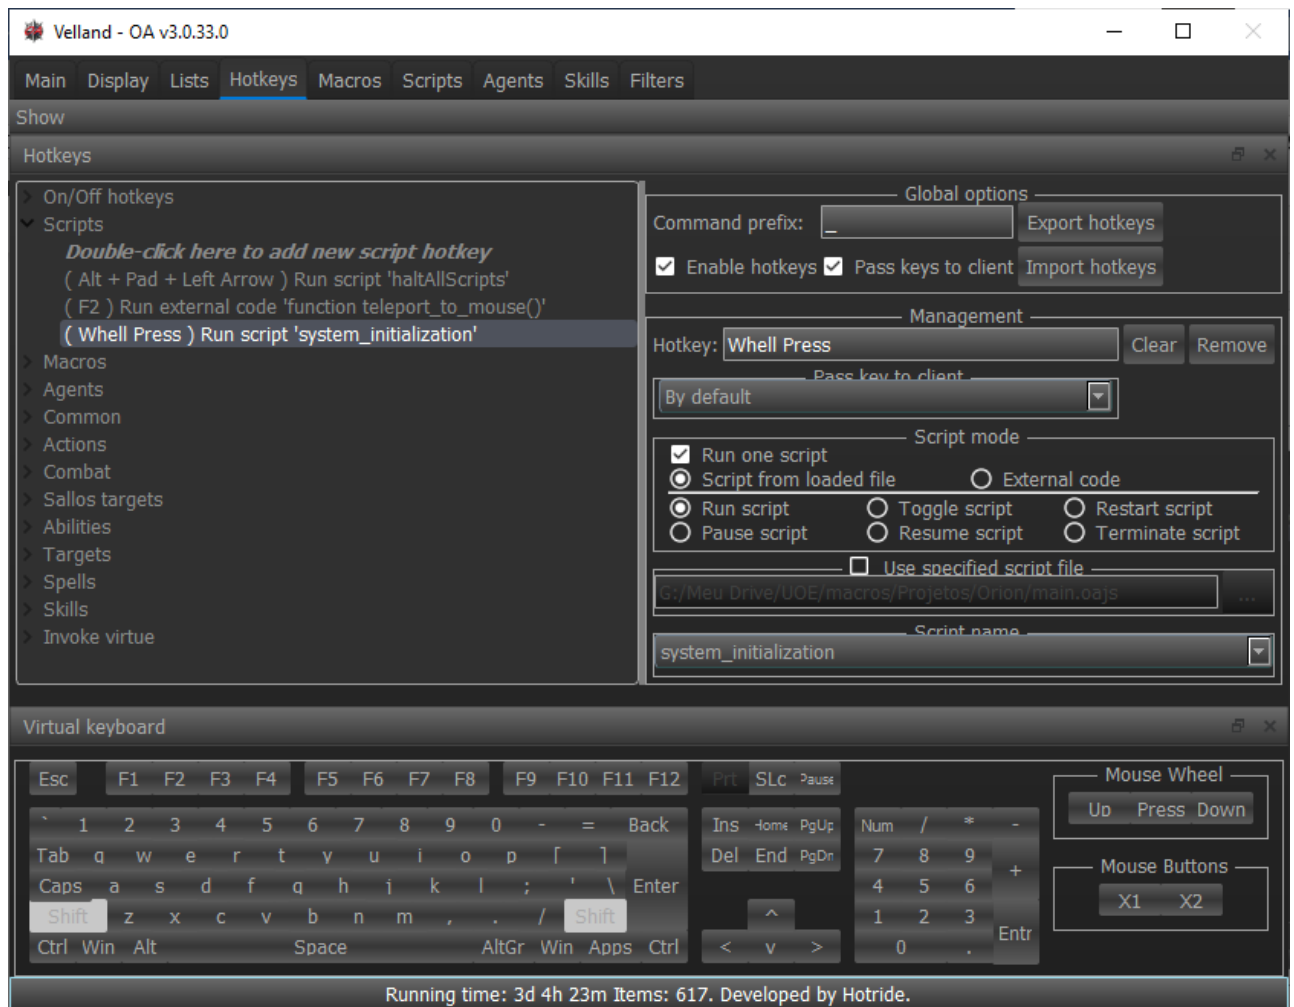 Velland - OA v3.0.33.0
Main Display Lists Hotkeys Macros Scripts Agents Skills Filters
Show
Hotkeys
On/Off hotkeys
Scripts
Double-click here to add new script hotkey
( Alt + Pad + Left Arrow ) Run script 'haltAllScripts'
( F2 ) Run external code 'function teleport_to_mouse()'
( Whell Press ) Run script 'system_initialization'
Macros
Agents
Common
Actions
Combat
Sallos targets
Abilities
Targets
Spells
Skills
Invoke virtue
Global options
Command prefix: _ Export hotkeys
Enable hotkeys Pass keys to client Import hotkeys
Management
Hotkey: Whell Press Clear Remove
Pass key to client
By default
Script mode
Run one script
Script from loaded file External code
Run script Toggle script Restart script
Pause script Resume script Terminate script
Use specified script file
G:/Meu Drive/UOE/macros/Projetos/Orion/main.oajs ...
Script name
system_initialization
Virtual keyboard
Esc F1 F2 F3 F4 F5 F6 F7 F8 F9 F10 F11 F12 Prt SLc Pause
` 1 2 3 4 5 6 7 8 9 0 - = Back Ins Home PgUp Num / * -
Tab q w e r t y u i o p [ ] Del End PgDn 7 8 9 +
Caps a s d f g h j k l ; ' \ Enter 4 5 6
Shift z x c v b n m , . / Shift ^ 1 2 3 Entr
Ctrl Win Alt Space AltGr Win Apps Ctrl < v > 0 .
Mouse Wheel
Up Press Down
Mouse Buttons
X1 X2
Running time: 3d 4h 23m Items: 617. Developed by Hotride.